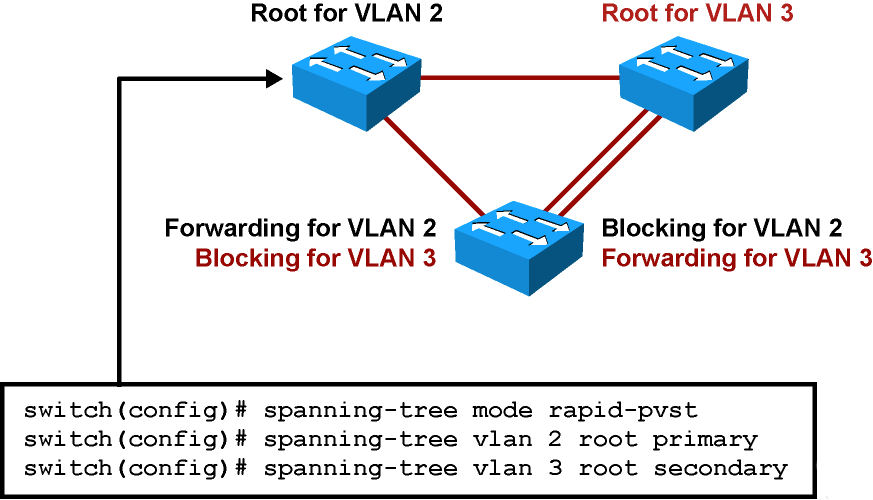 Root for VLAN 2
Root for VLAN 3
Forwarding for VLAN 2
Blocking for VLAN 3
Blocking for VLAN 2
Forwarding for VLAN 3
switch(config)# spanning-tree mode rapid-pvst
switch(config)# spanning-tree vlan 2 root primary
switch(config)# spanning-tree vlan 3 root secondary